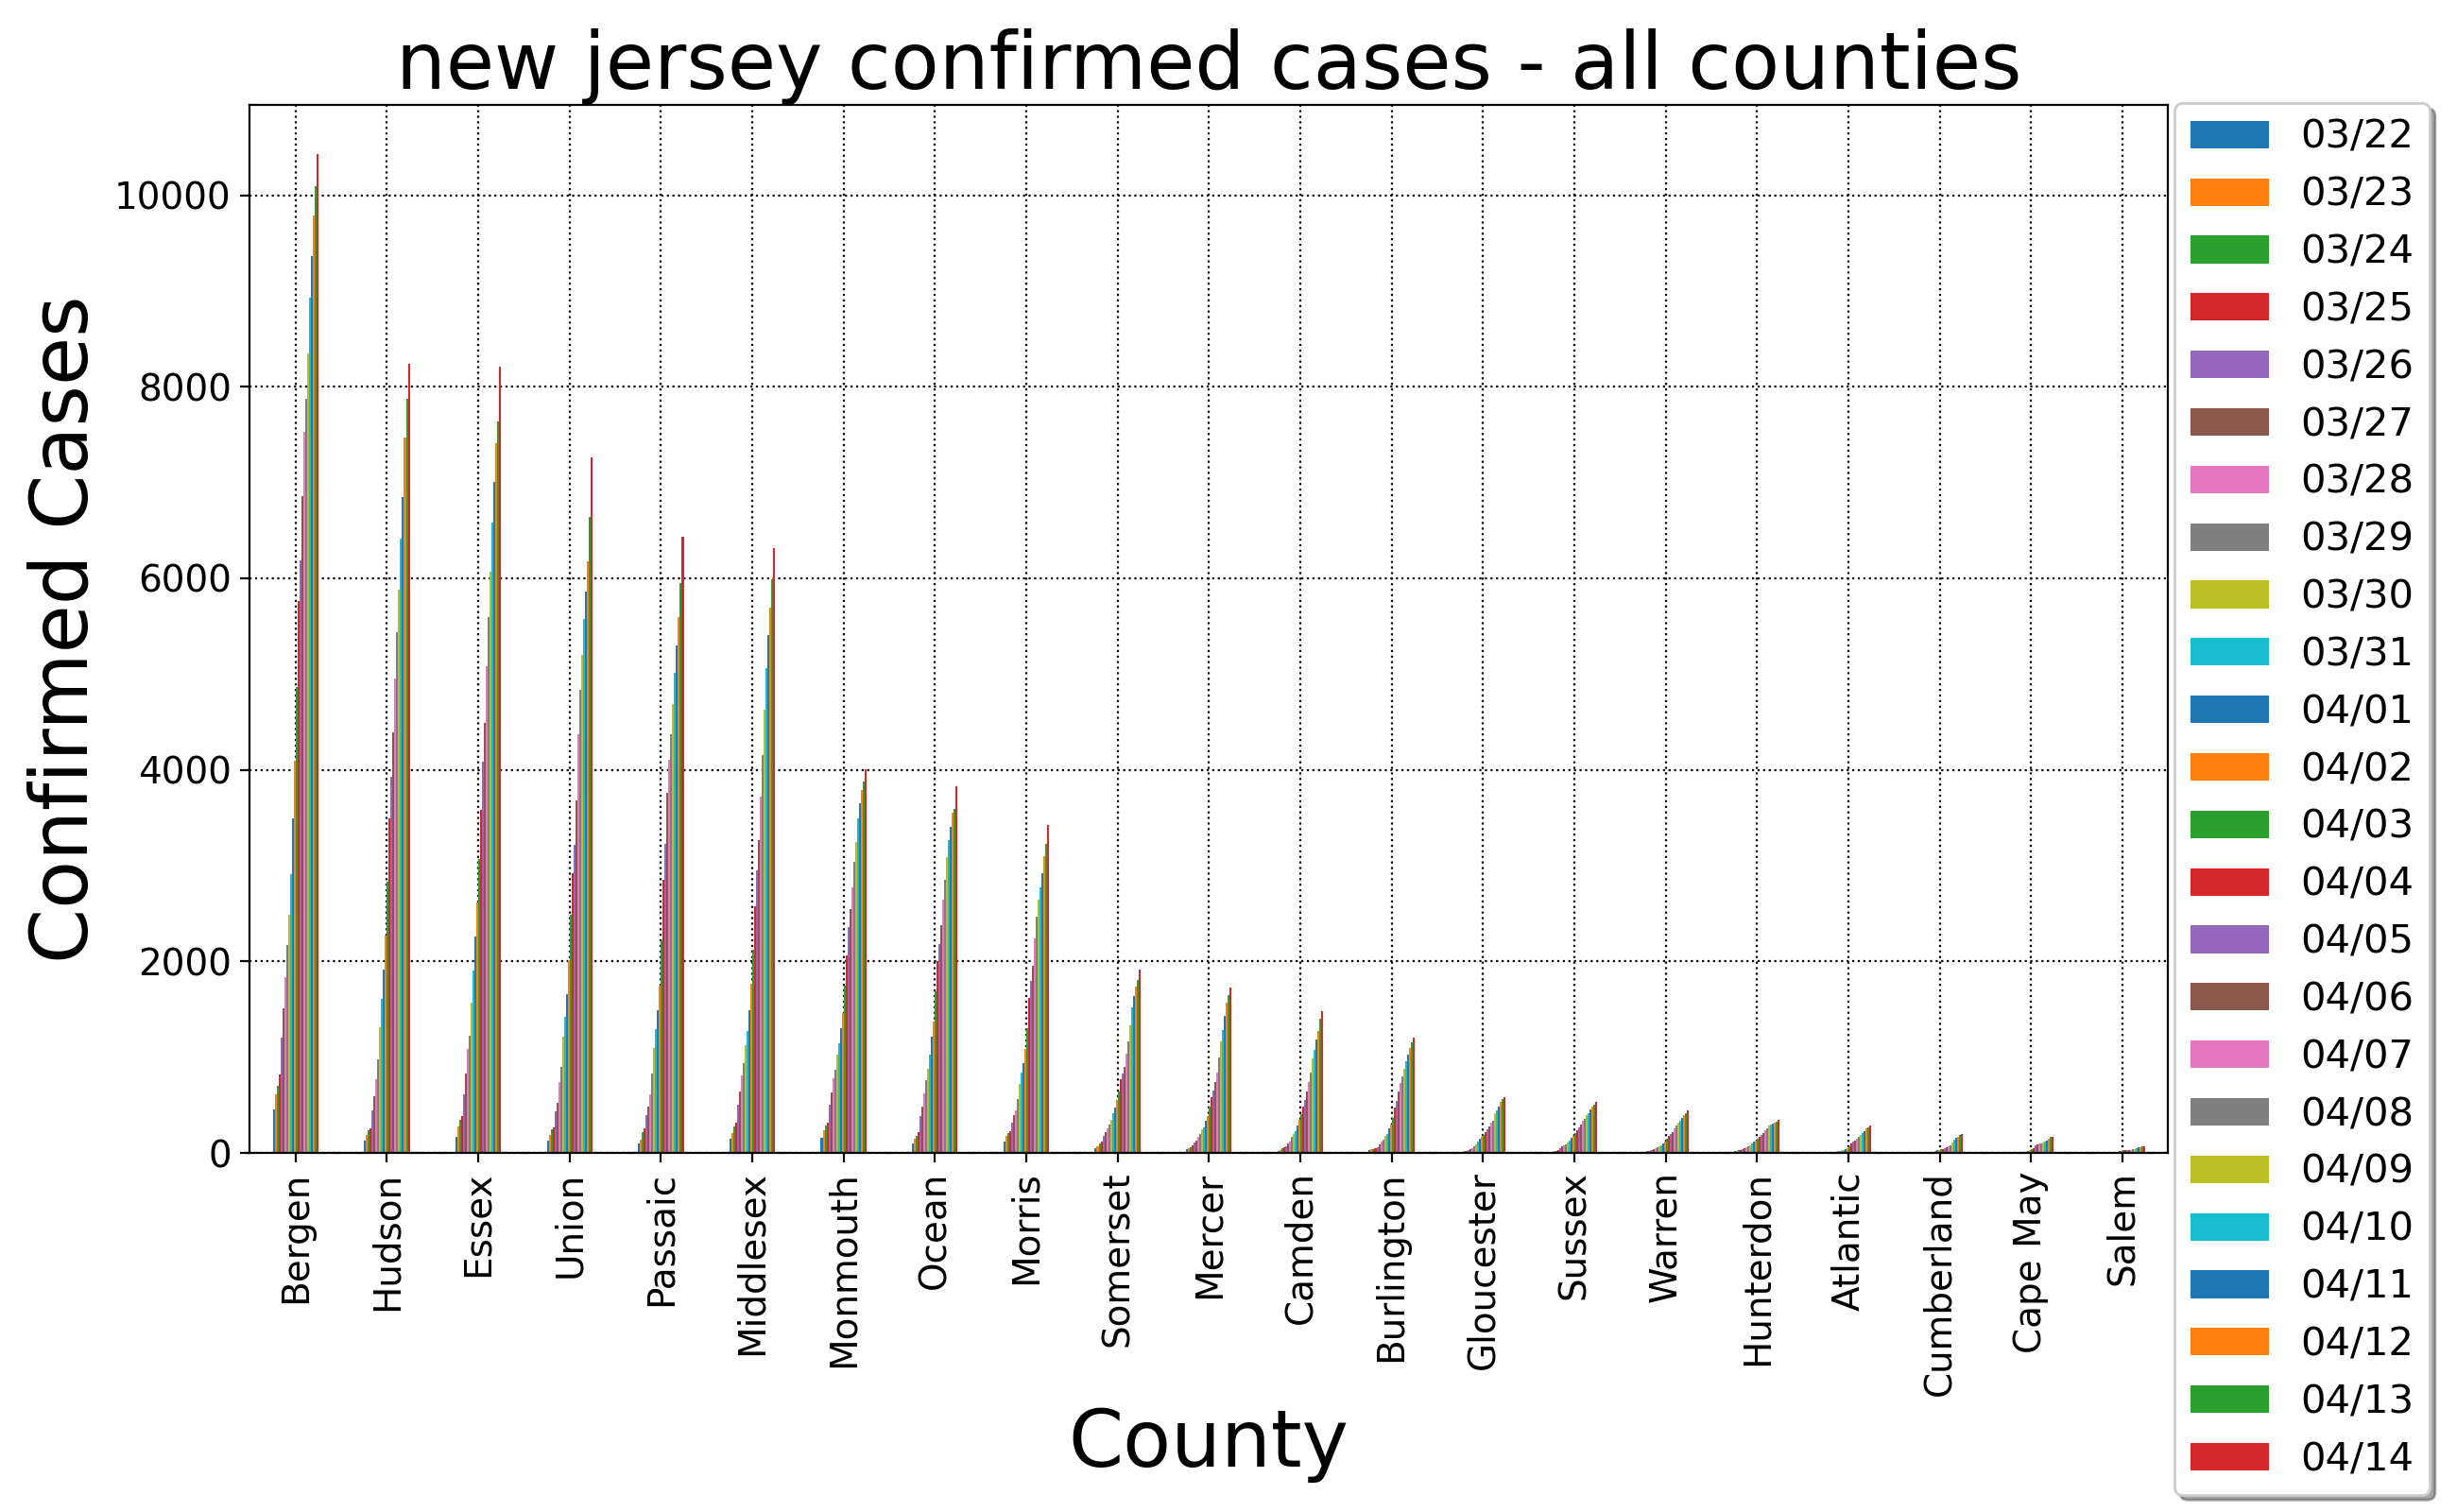 new jersey confirmed cases - all counties
Confirmed Cases
10000
8000
6000
4000
2000
0
Bergen
Hudson
Essex
Union
Passaic
Middlesex
Monmouth
Ocean
Morris
Somerset
Mercer
Camden
Burlington
Gloucester
Sussex
Warren
Hunterdon
Atlantic
Cumberland
Cape May
Salem
County
03/22
03/23
03/24
03/25
03/26
03/27
03/28
03/29
03/30
03/31
04/01
04/02
04/03
04/04
04/05
04/06
04/07
04/08
04/09
04/10
04/11
04/12
04/13
04/14